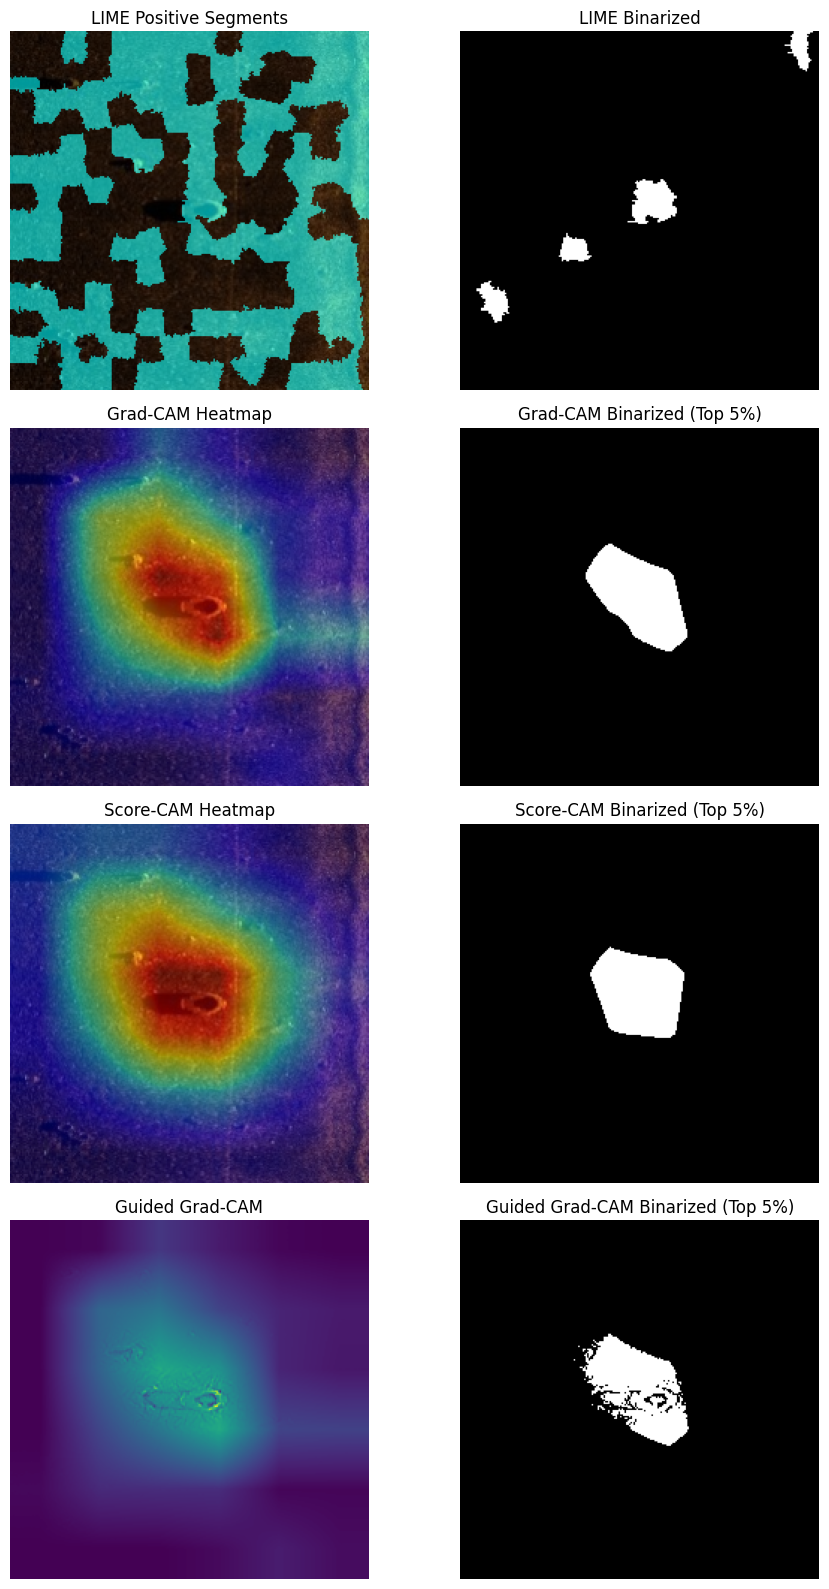 LIME Positive Segments
LIME Binarized
Grad-CAM Heatmap
Grad-CAM Binarized (Top 5%)
Score-CAM Heatmap
Score-CAM Binarized (Top 5%)
Guided Grad-CAM
Guided Grad-CAM Binarized (Top 5%)